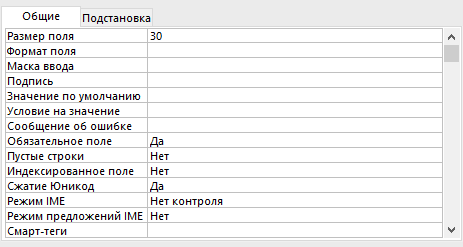 Общие Подстановка
Размер поля 30
Формат поля
Маска ввода
Подпись
Значение по умолчанию
Условие на значение
Сообщение об ошибке
Обязательное поле Да
Пустые строки Нет
Индексированное поле Нет
Сжатие Юникод Да
Режим IME Нет контроля
Режим предложений IME Нет
Смарт-теги